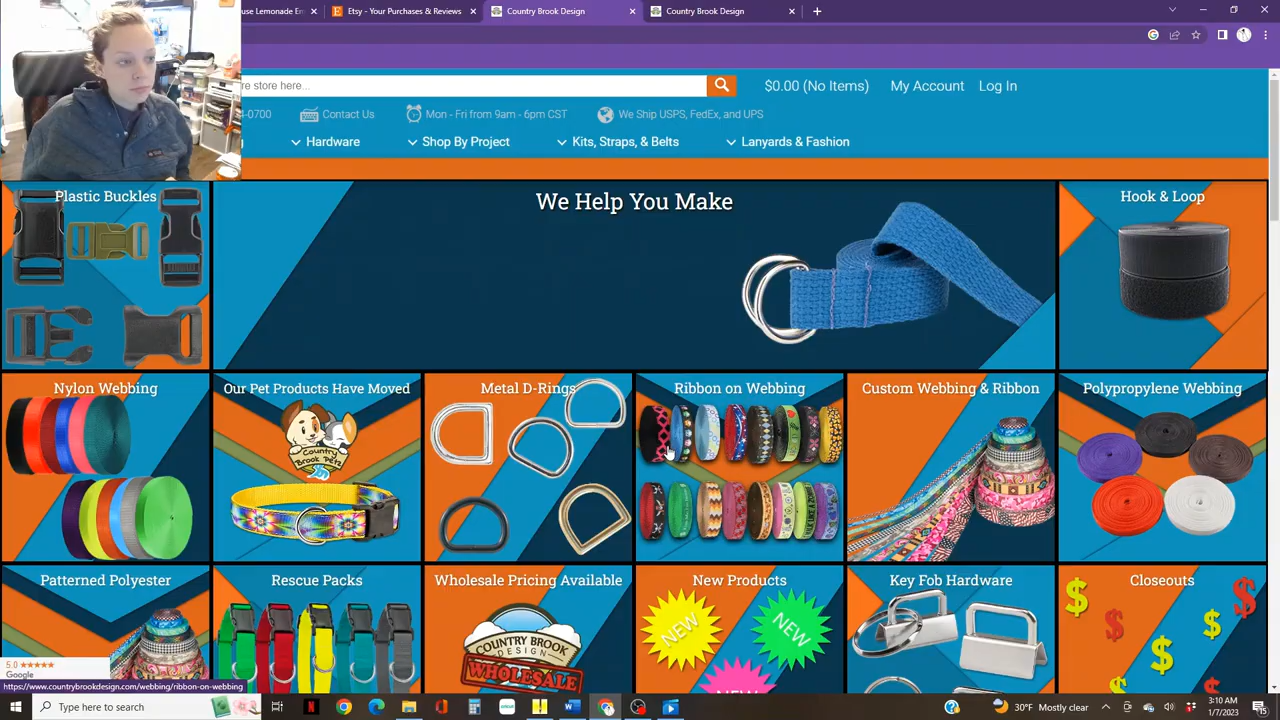 use Lemonade Em
Etsy - Your Purchases & Reviews
Country Brook Design
Country Brook Design
re store here...
$0.00 (No Items)
My Account
Log In
-0700
Contact Us
Mon - Fri from 9am - 6pm CST
We Ship USPS, FedEx, and UPS
Hardware
Shop By Project
Kits, Straps, & Belts
Lanyards & Fashion
Plastic Buckles
We Help You Make
Hook & Loop
Nylon Webbing
Our Pet Products Have Moved
Metal D-Rings
Ribbon on Webbing
Custom Webbing & Ribbon
Polypropylene Webbing
Country
Brook Pets
Patterned Polyester
Rescue Packs
Wholesale Pricing Available
New Products
Key Fob Hardware
Closeouts
COUNTRY BROOK
DESIGN
WHOLESALE
NEW
NEW
NEW
5.0
Google
https://www.countrybrookdesign.com/webbing/ribbon-on-webbing
Type here to search
30°F Mostly clear
3:10 AM
1/7/2023